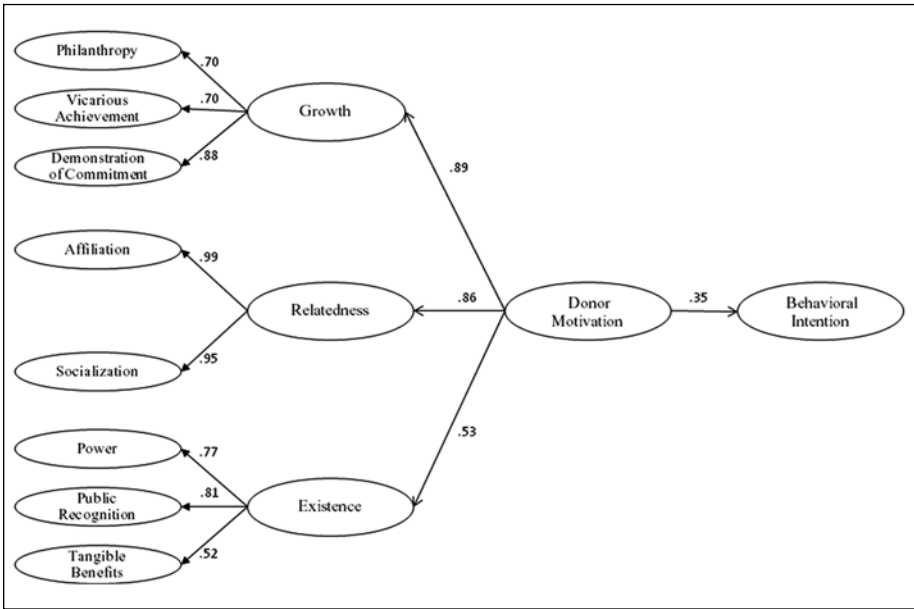 Philanthropy
.70
Vicarious
Achievement
.70
Growth
Demonstration
of Commitment
.88
.89
Affiliation
.99
Relatedness
.86
Donor
Motivation
.35
Behavioral
Intention
Socialization
.95
.53
Power
.77
Public
Recognition
.81
Existence
Tangible
Benefits
.52